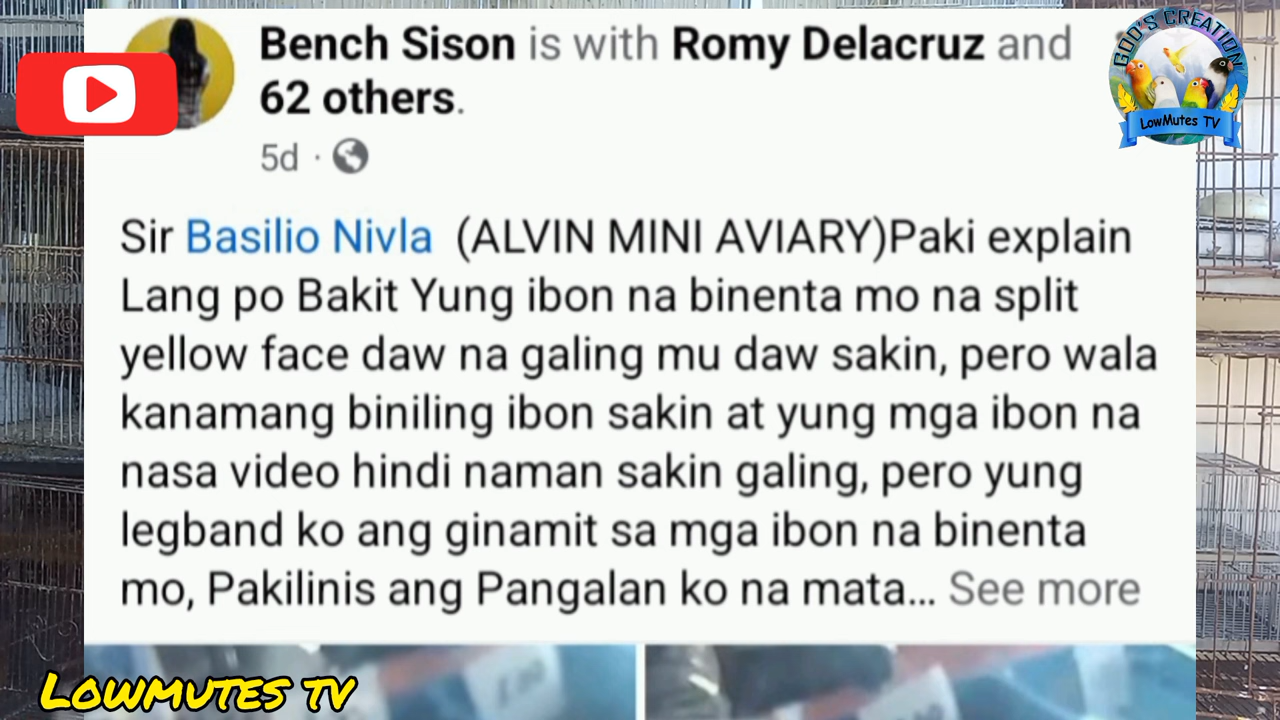 Bench Sison is with Romy Delacruz and
62 others.
5d ·
GOD'S CREATION
LowMutes TV
Sir Basilio Nivla (ALVIN MINI AVIARY)Paki explain
Lang po Bakit Yung ibon na binenta mo na split
yellow face daw na galing mu daw sakin, pero wala
kanamang biniling ibon sakin at yung mga ibon na
nasa video hindi naman sakin galing, pero yung
legband ko ang ginamit sa mga ibon na binenta
mo, Pakilinis ang Pangalan ko na mata... See more
LOWMUTES TV